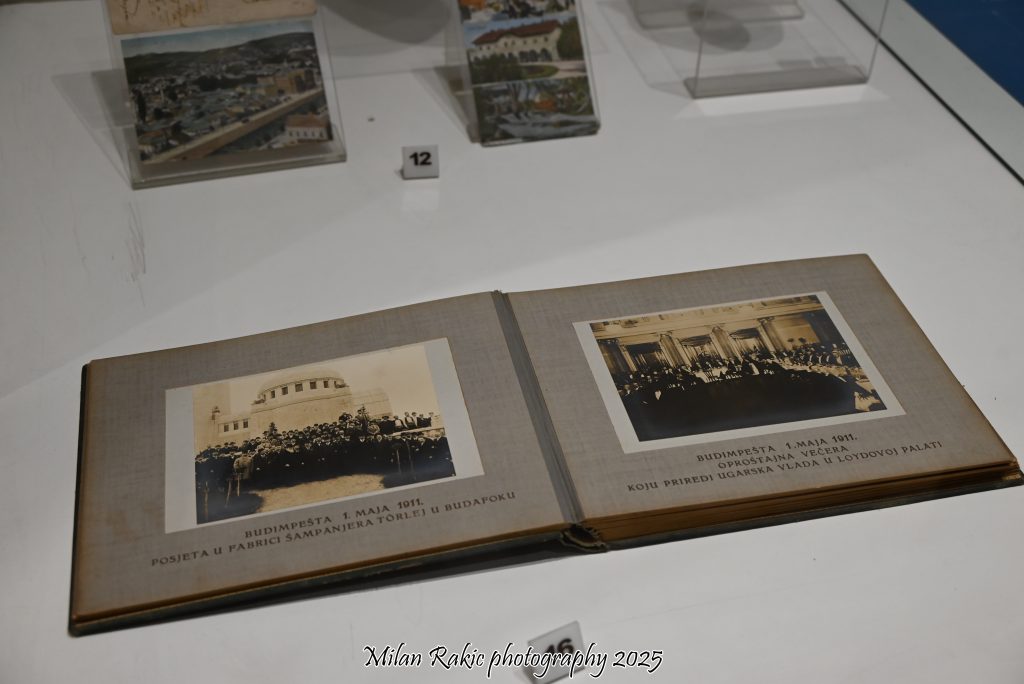 12
BUDIMPEŠTA 1. MAJA 1911.
POSJETA U FABRICI ŠAMPANJERA TÖRLEJ U BUDAFOKU
BUDIMPEŠTA 1. MAJA 1911.
OPROŠTAJNA VEČERA
KOJU PRIREDI UGARSKA VLADA U LOYDOVOJ PALATI
16
Milan Rakic photography 2025